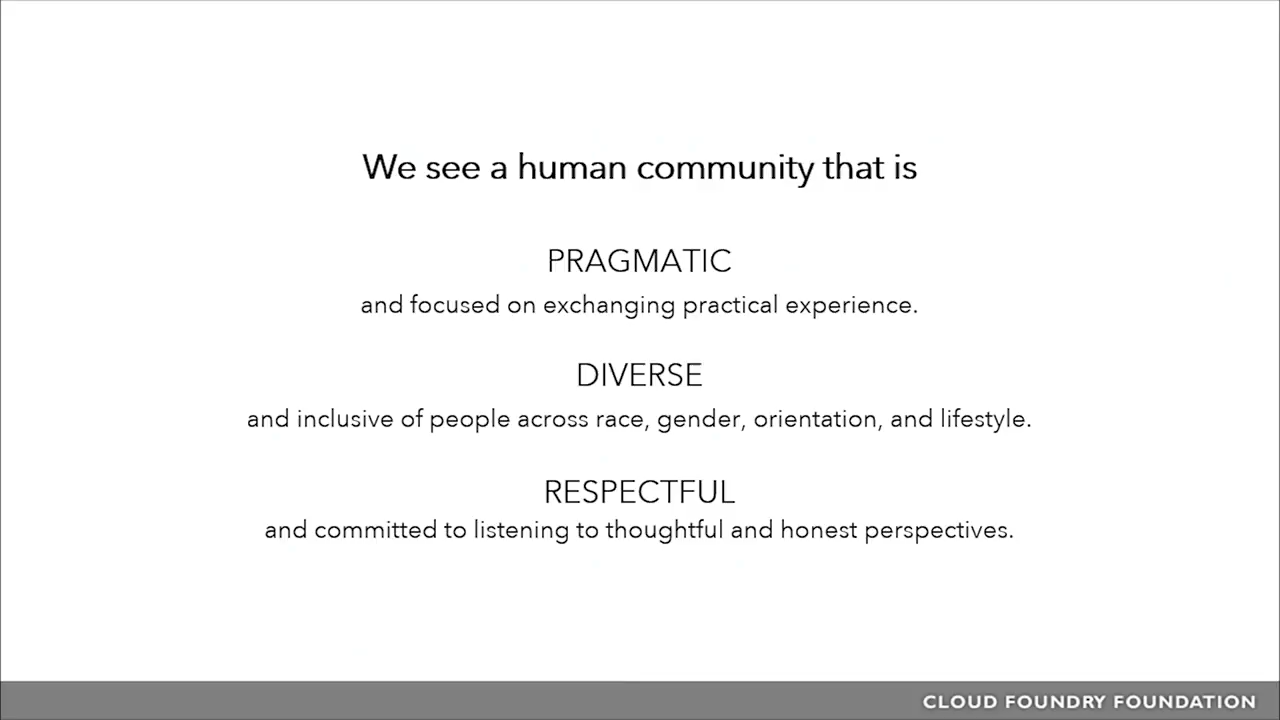 We see a human community that is
PRAGMATIC
and focused on exchanging practical experience.
DIVERSE
and inclusive of people across race, gender, orientation, and lifestyle.
RESPECTFUL
and committed to listening to thoughtful and honest perspectives.
CLOUD FOUNDRY FOUNDATION